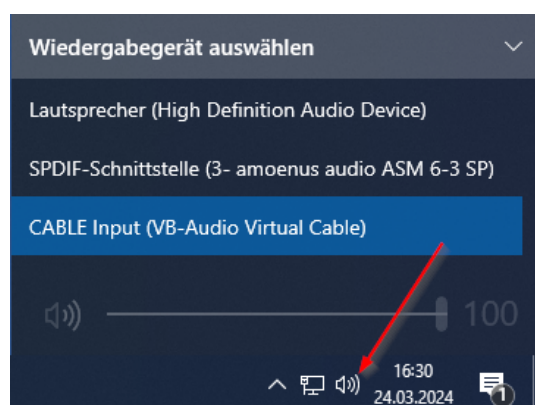 Wiedergabegerät auswählen
Lautsprecher (High Definition Audio Device)
SPDIF-Schnittstelle (3- amoenus audio ASM 6-3 SP)
CABLE Input (VB-Audio Virtual Cable)
100
16:30
24.03.2024
1